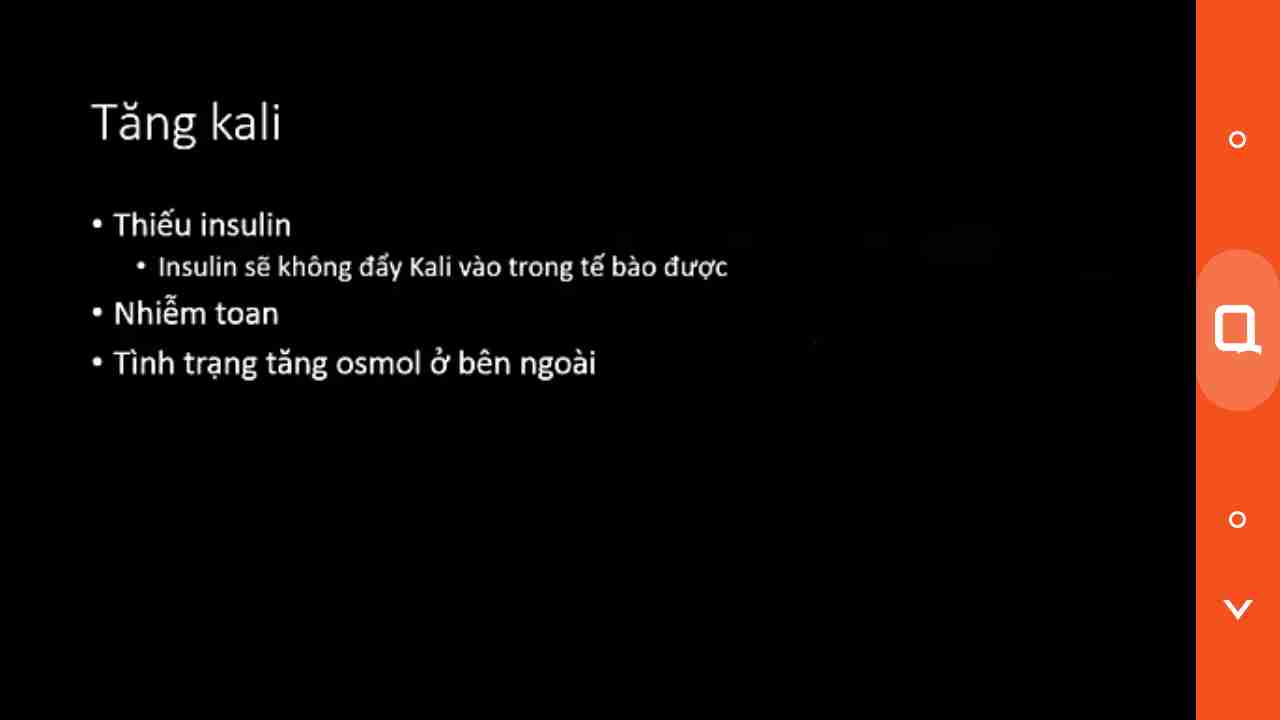 Tăng kali
• Thiếu insulin
• Insulin sẽ không đẩy Kali vào trong tế bào được
• Nhiễm toan
• Tình trạng tăng osmol ở bên ngoài